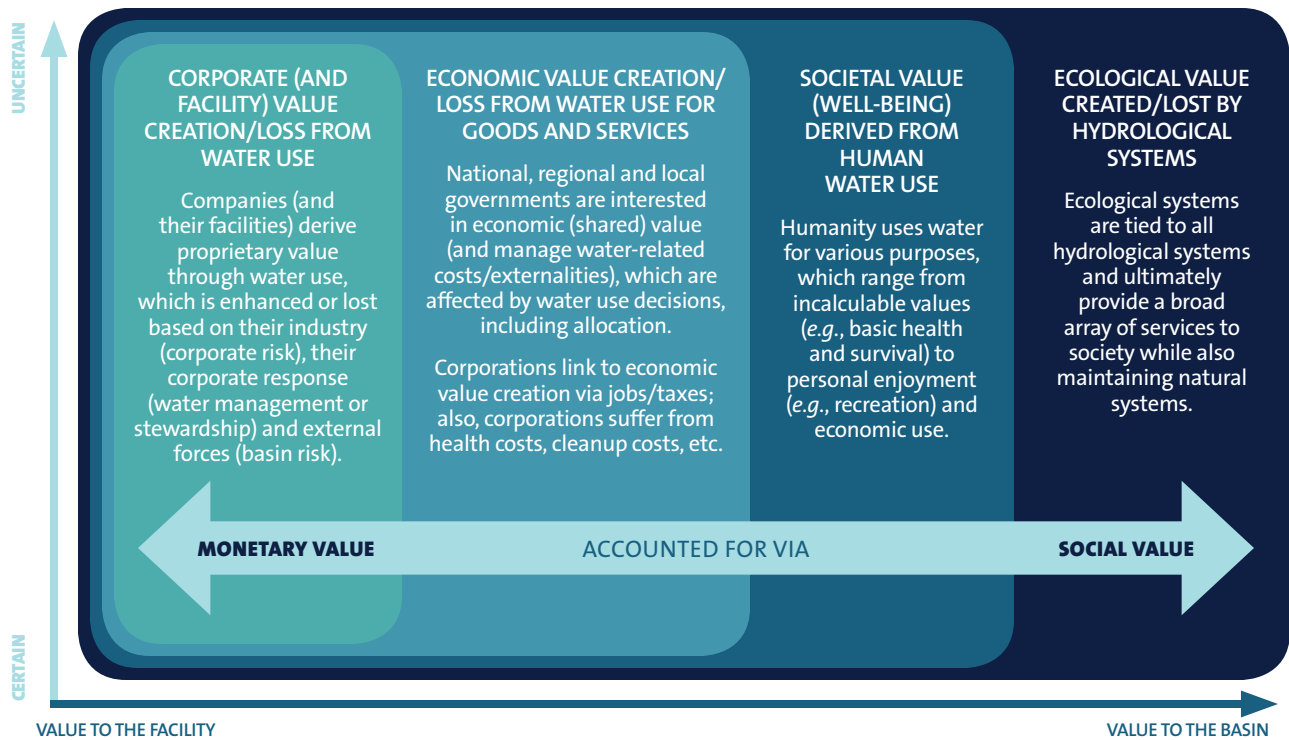 UNCERTAIN
CORPORATE (AND
FACILITY) VALUE
CREATION/LOSS FROM
WATER USE
Companies (and
their facilities) derive
proprietary value
through water use,
which is enhanced or lost
based on their industry
(corporate risk), their
corporate response
(water management or
stewardship) and external
forces (basin risk).
ECONOMIC VALUE CREATION/
LOSS FROM WATER USE FOR
GOODS AND SERVICES
National, regional and local
governments are interested
in economic (shared) value
(and manage water-related
costs/externalities), which are
affected by water use decisions,
including allocation.
Corporations link to economic
value creation via jobs/taxes;
also, corporations suffer from
health costs, cleanup costs, etc.
SOCIETAL VALUE
(WELL-BEING)
DERIVED FROM
HUMAN
WATER USE
Humanity uses water
for various purposes,
which range from
incalculable values
(e.g., basic health
and survival) to
personal enjoyment
(e.g., recreation) and
economic use.
ECOLOGICAL VALUE
CREATED/LOST BY
HYDROLOGICAL
SYSTEMS
Ecological systems
are tied to all
hydrological systems
and ultimately
provide a broad
array of services to
society while also
maintaining natural
systems.
MONETARY VALUE
ACCOUNTED FOR VIA
SOCIAL VALUE
CERTAIN
VALUE TO THE FACILITY
VALUE TO THE BASIN